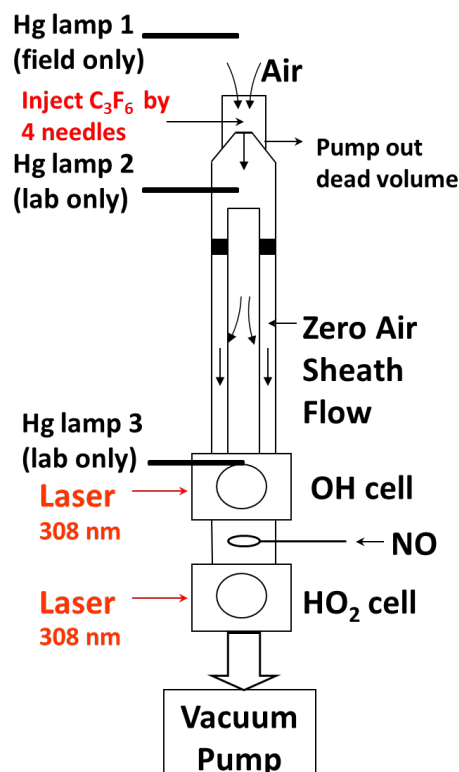 Hg lamp 1
(field only)
Air
Inject C₃F₆ by
4 needles
Pump out
dead volume
Hg lamp 2
(lab only)
Zero Air
Sheath
Flow
Hg lamp 3
(lab only)
Laser
308 nm
OH cell
NO
Laser
308 nm
HO₂ cell
Vacuum
Pump